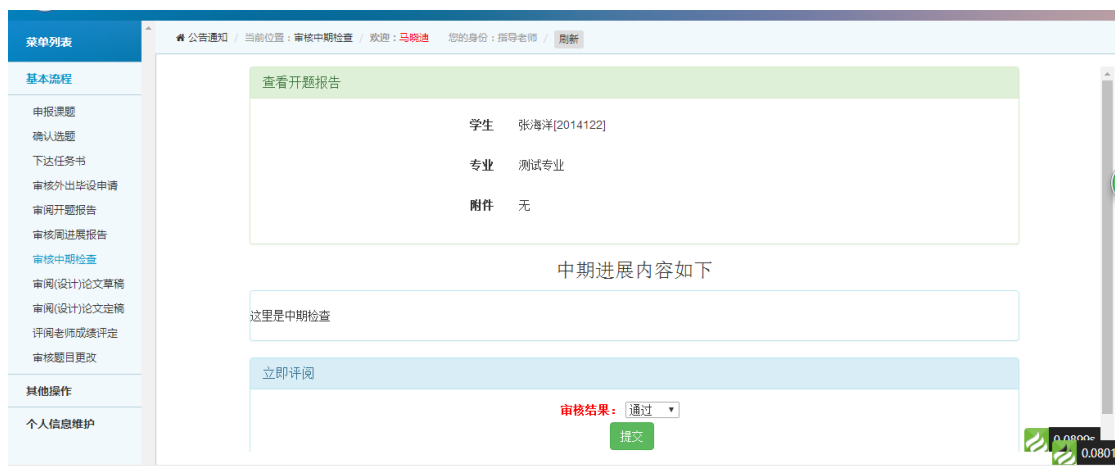 菜单列表
公告通知 / 当前位置：审核中期检查 / 欢迎：马晓迪 您的身份：指导老师 / 刷新
基本流程
申报课题
确认选题
下达任务书
审核外出毕设申请
审阅开题报告
审核周进展报告
审核中期检查
审阅(设计)论文草稿
审阅(设计)论文定稿
评阅老师成绩评定
审核题目更改
其他操作
个人信息维护
查看开题报告
学生 张海洋[2014122]
专业 测试专业
附件 无
中期进展内容如下
这里是中期检查
立即评阅
审核结果： 通过
提交
0.0801